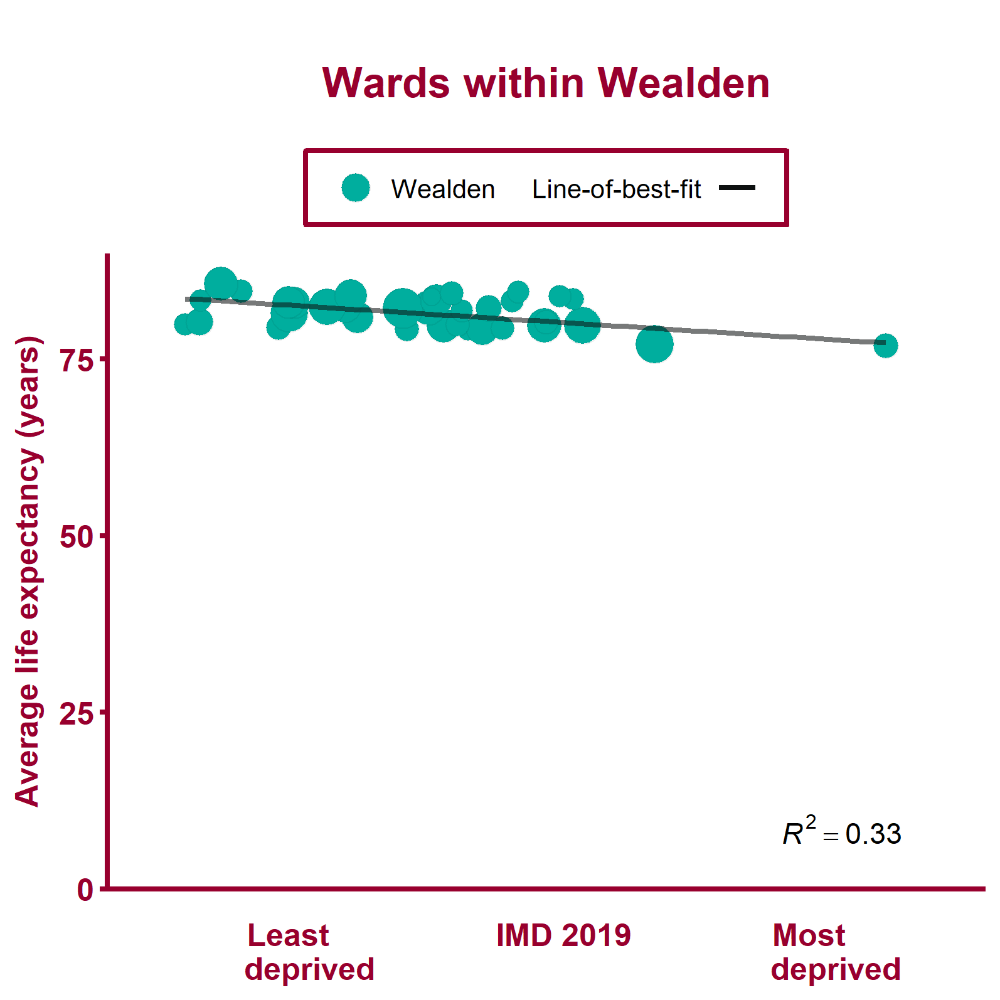 Wards within Wealden
Wealden Line-of-best-fit
Average life expectancy (years)
75
50
25
0
R² = 0.33
Least deprived
IMD 2019
Most deprived